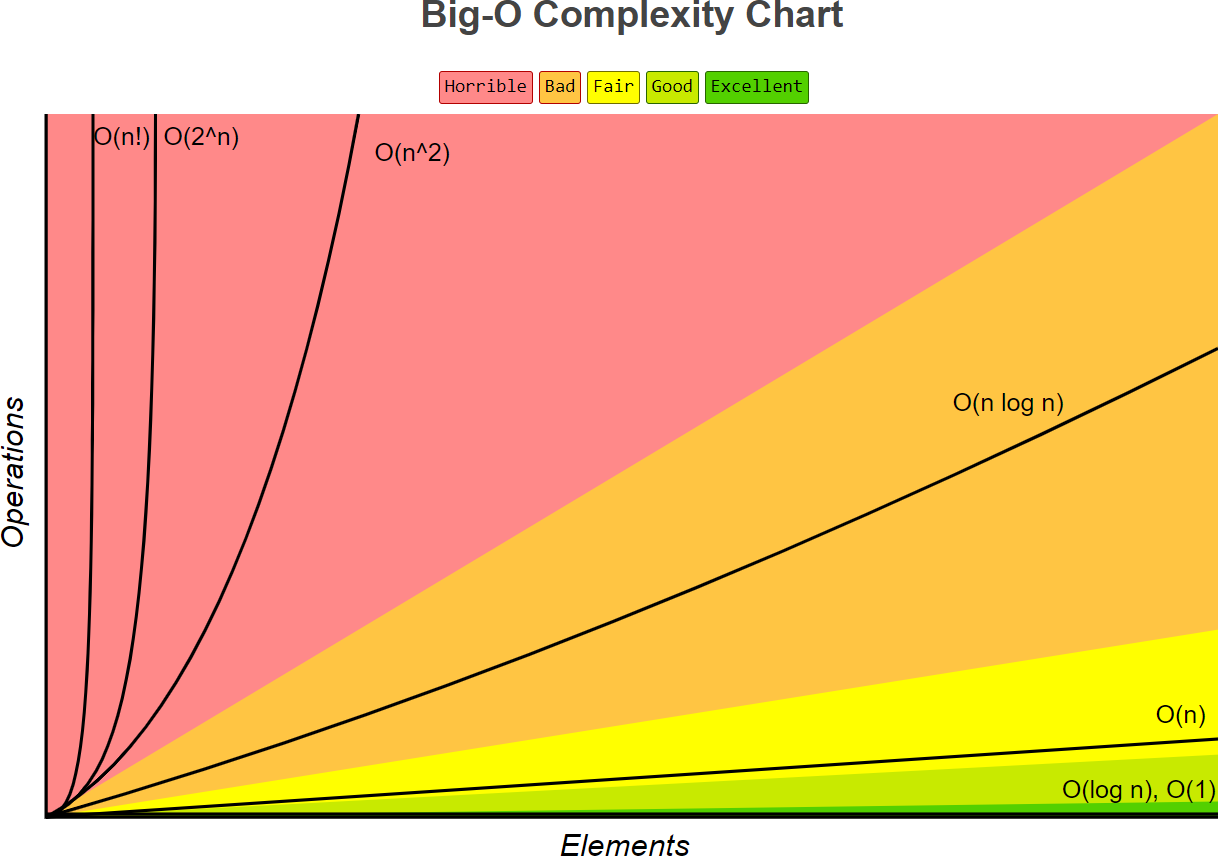 Big-O Complexity Chart
Horrible Bad Fair Good Excellent
O(n!) O(2^n)
O(n^2)
O(n log n)
Operations
O(n)
O(log n), O(1)
Elements